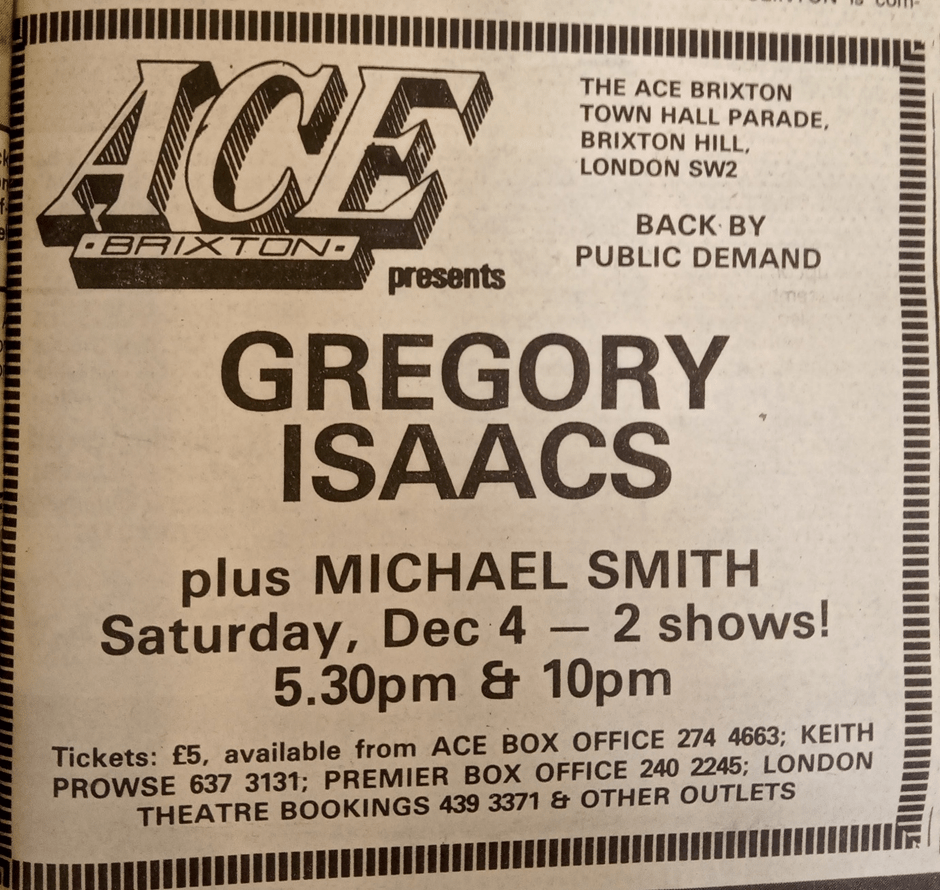 ACE
·BRIXTON·
presents
THE ACE BRIXTON
TOWN HALL PARADE,
BRIXTON HILL,
LONDON SW2
BACK BY
PUBLIC DEMAND
GREGORY
ISAACS
plus MICHAEL SMITH
Saturday, Dec 4 — 2 shows!
5.30pm & 10pm
Tickets: £5, available from ACE BOX OFFICE 274 4663; KEITH
PROWSE 637 3131; PREMIER BOX OFFICE 240 2245; LONDON
THEATRE BOOKINGS 439 3371 & OTHER OUTLETS